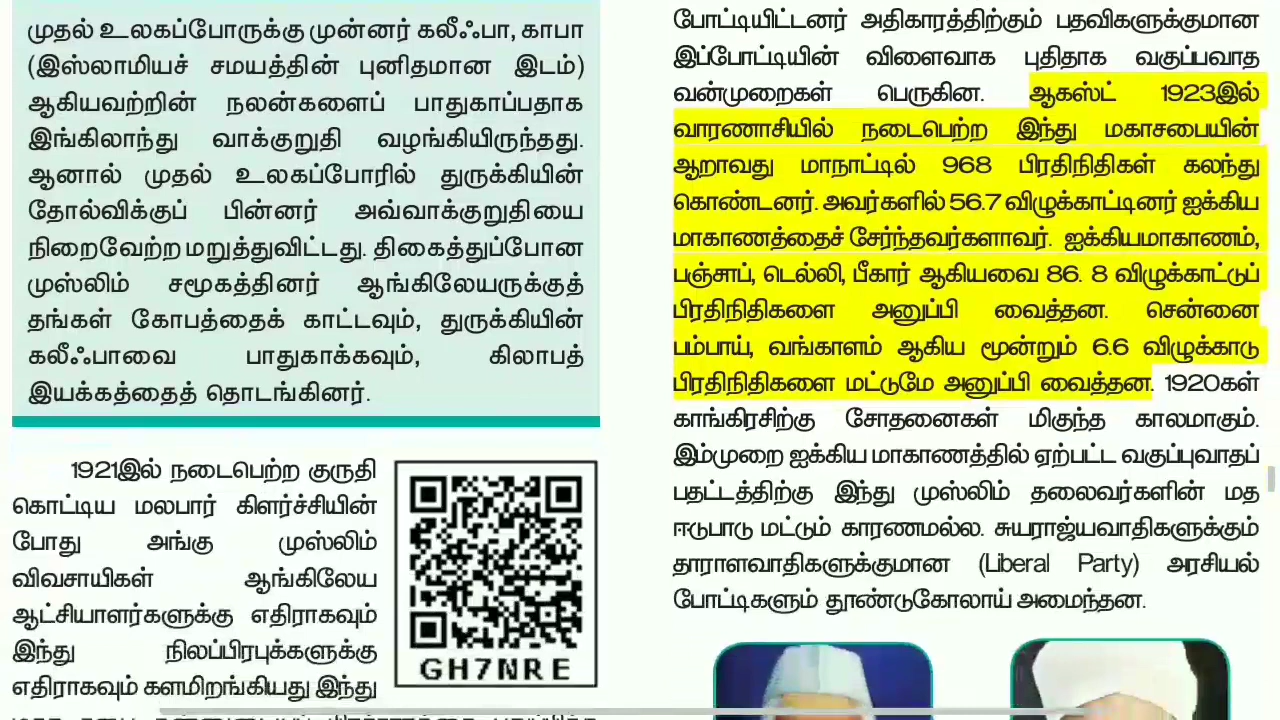 முதல் உலகப்போருக்கு முன்னர் கலீஃபா, காபா
(இஸ்லாமியச் சமயத்தின் புனிதமான இடம்)
ஆகியவற்றின் நலன்களைப் பாதுகாப்பதாக
இங்கிலாந்து வாக்குறுதி வழங்கியிருந்தது.
ஆனால் முதல் உலகப்போரில் துருக்கியின்
தோல்விக்குப் பின்னர் அவ்வாக்குறுதியை
நிறைவேற்ற மறுத்துவிட்டது. திகைத்துப்போன
முஸ்லிம் சமூகத்தினர் ஆங்கிலேயருக்குத்
தங்கள் கோபத்தைக் காட்டவும், துருக்கியின்
கலீஃபாவை பாதுகாக்கவும், கிலாபத்
இயக்கத்தைத் தொடங்கினர்.
1921இல் நடைபெற்ற குருதி
கொட்டிய மலபார் கிளர்ச்சியின்
போது அங்கு முஸ்லிம்
விவசாயிகள் ஆங்கிலேய
ஆட்சியாளர்களுக்கு எதிராகவும்
இந்து நிலப்பிரபுக்களுக்கு
எதிராகவும் களமிறங்கியது இந்து
GH7NRE
போட்டியிட்டனர் அதிகாரத்திற்கும் பதவிகளுக்குமான
இப்போட்டியின் விளைவாக புதிதாக வகுப்பவாத
வன்முறைகள் பெருகின. ஆகஸ்ட் 1923இல்
வாரணாசியில் நடைபெற்ற இந்து மகாசபையின்
ஆறாவது மாநாட்டில் 968 பிரதிநிதிகள் கலந்து
கொண்டனர். அவர்களில் 56.7 விழுக்காட்டினர் ஐக்கிய
மாகாணத்தைச் சேர்ந்தவர்களாவர். ஐக்கியமாகாணம்,
பஞ்சாப், டெல்லி, பீகார் ஆகியவை 86. 8 விழுக்காட்டுப்
பிரதிநிதிகளை அனுப்பி வைத்தன. சென்னை
பம்பாய், வங்காளம் ஆகிய மூன்றும் 6.6 விழுக்காடு
பிரதிநிதிகளை மட்டுமே அனுப்பி வைத்தன. 1920கள்
காங்கிரசிற்கு சோதனைகள் மிகுந்த காலமாகும்.
இம்முறை ஐக்கிய மாகாணத்தில் ஏற்பட்ட வகுப்புவாதப்
பதட்டத்திற்கு இந்து முஸ்லிம் தலைவர்களின் மத
ஈடுபாடு மட்டும் காரணமல்ல. சுயராஜ்யவாதிகளுக்கும்
தாராளவாதிகளுக்குமான (Liberal Party) அரசியல்
போட்டிகளும் தூண்டுகோலாய் அமைந்தன.